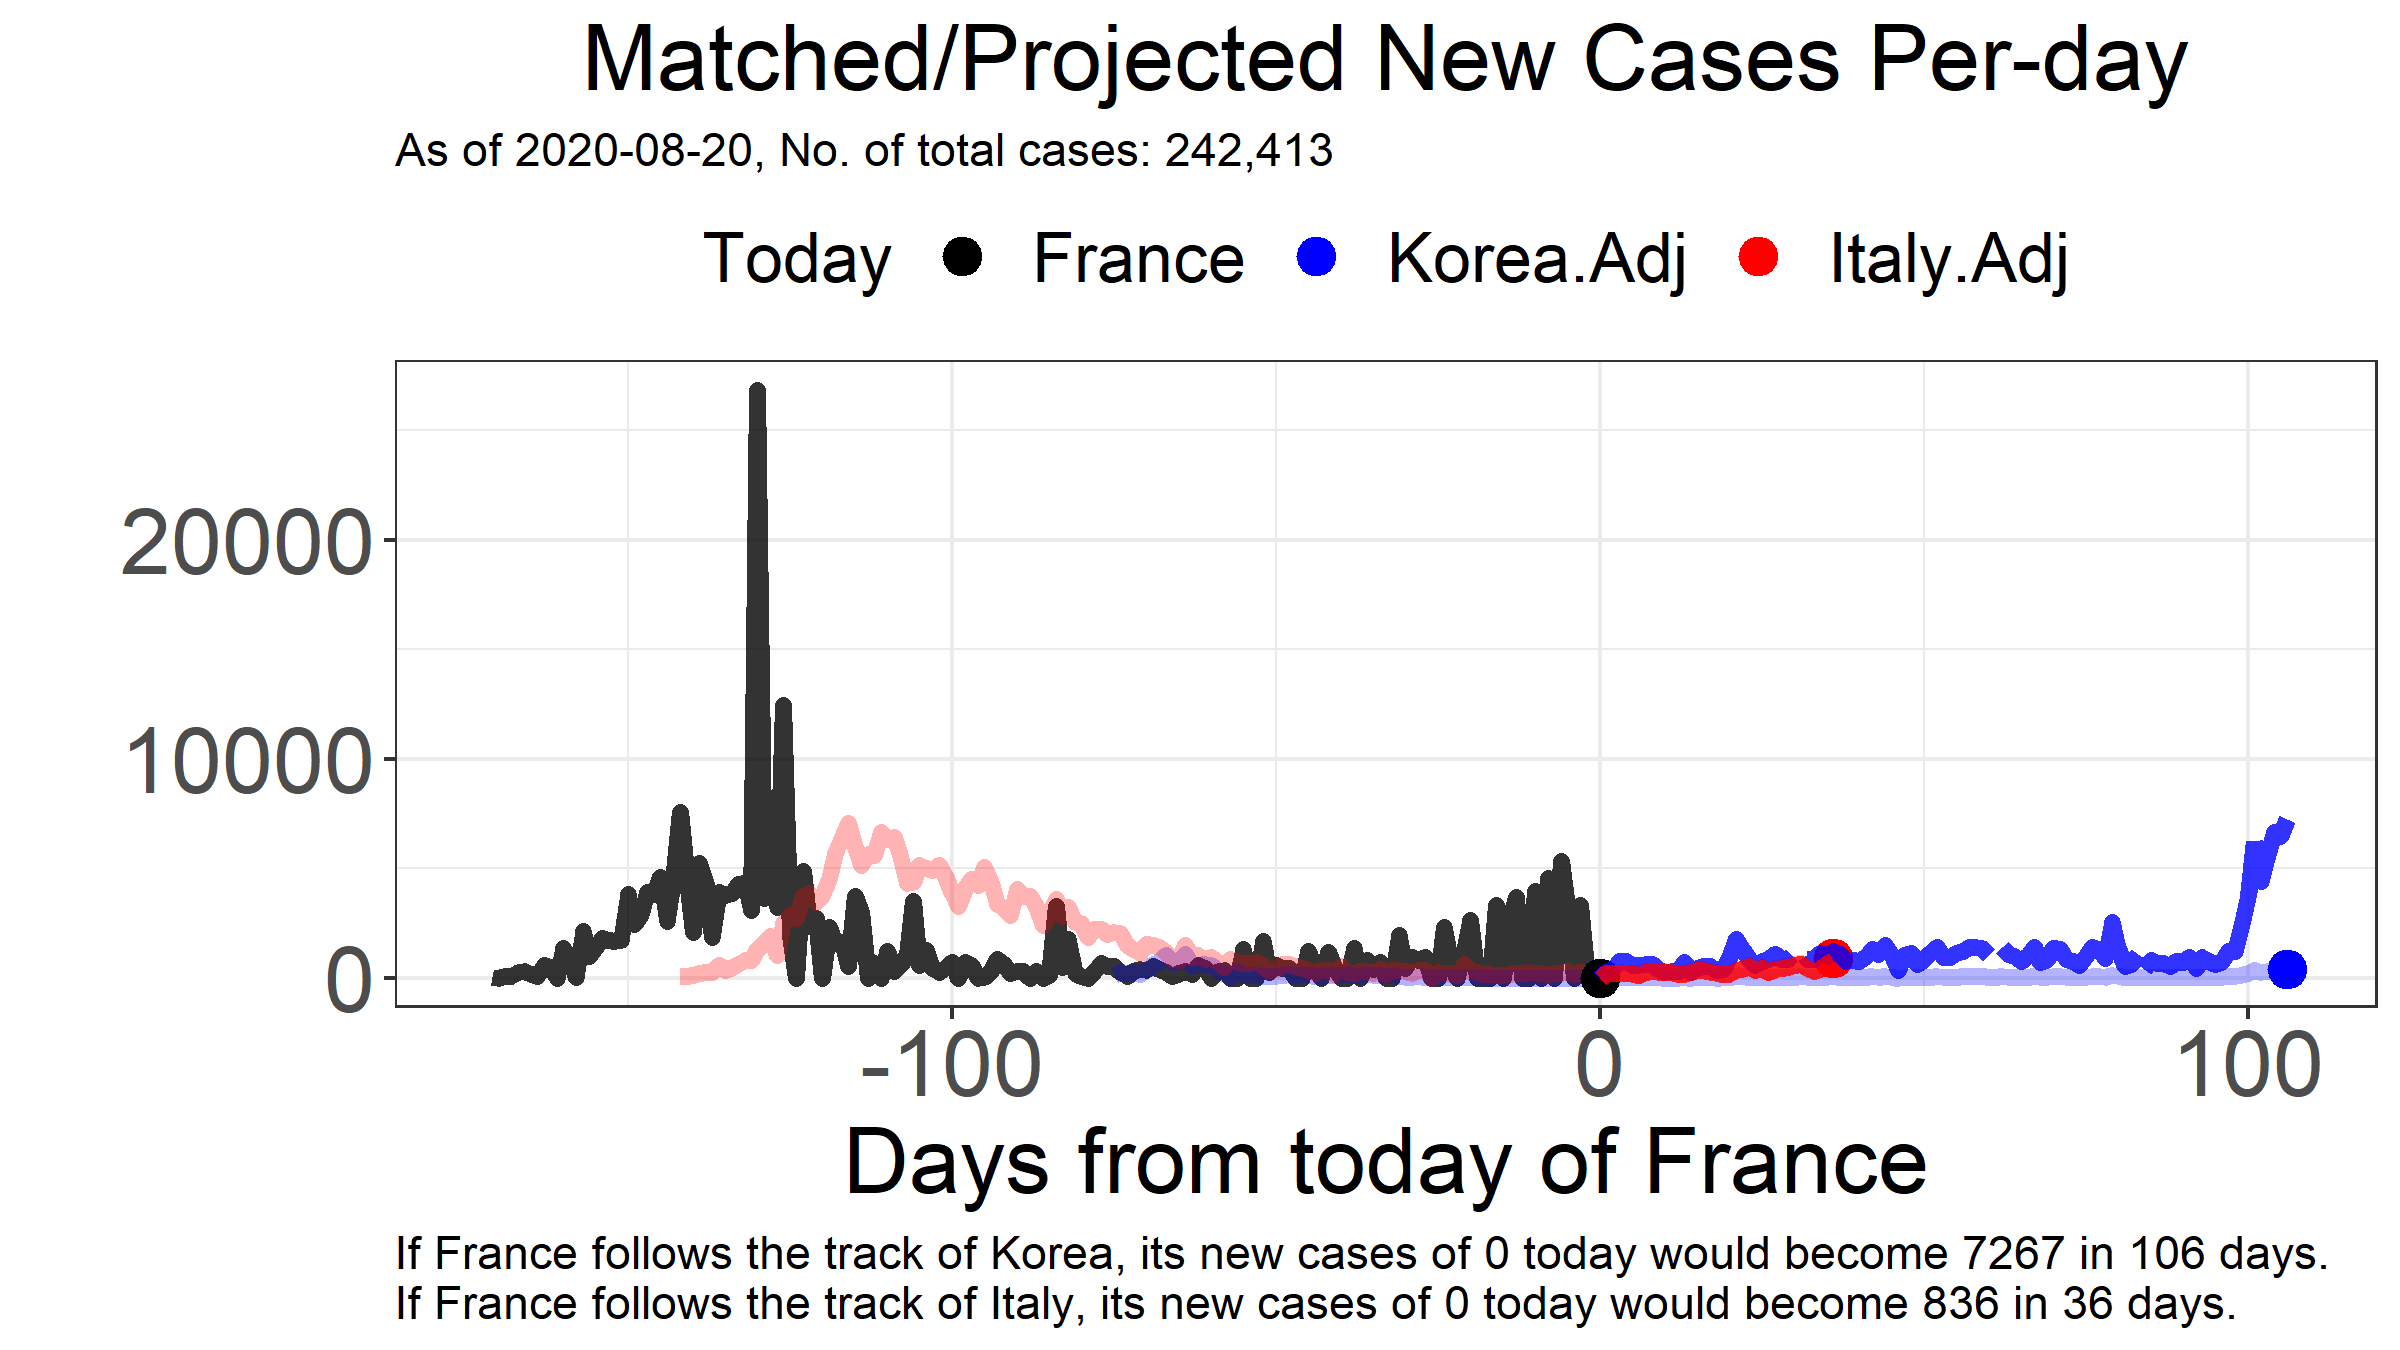 Matched/Projected New Cases Per-day
As of 2020-08-20, No. of total cases: 242,413
Today France Korea.Adj Italy.Adj
20000
10000
0
-100 0 100
Days from today of France
If France follows the track of Korea, its new cases of 0 today would become 7267 in 106 days.
If France follows the track of Italy, its new cases of 0 today would become 836 in 36 days.